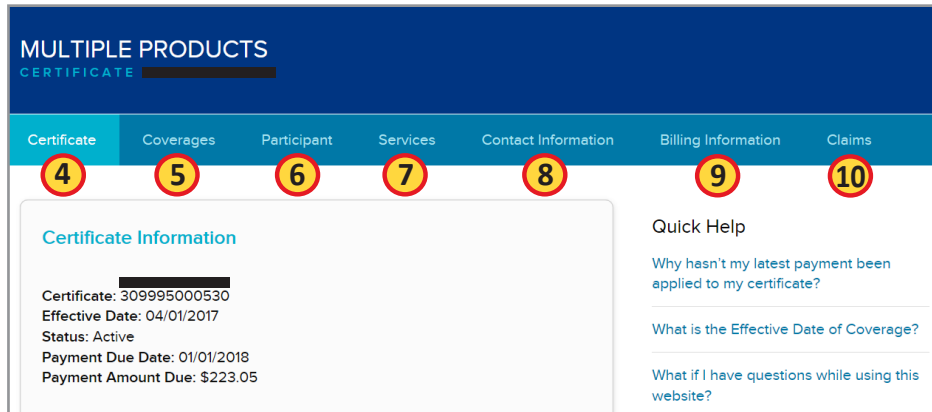 MULTIPLE PRODUCTS
CERTIFICATE
Certificate Coverages Participant Services Contact Information Billing Information Claims
4 5 6 7 8 9 10
Certificate Information
Certificate: 309995000530
Effective Date: 04/01/2017
Status: Active
Payment Due Date: 01/01/2018
Payment Amount Due: $223.05
Quick Help
Why hasn't my latest payment been
applied to my certificate?
What is the Effective Date of Coverage?
What if I have questions while using this
website?